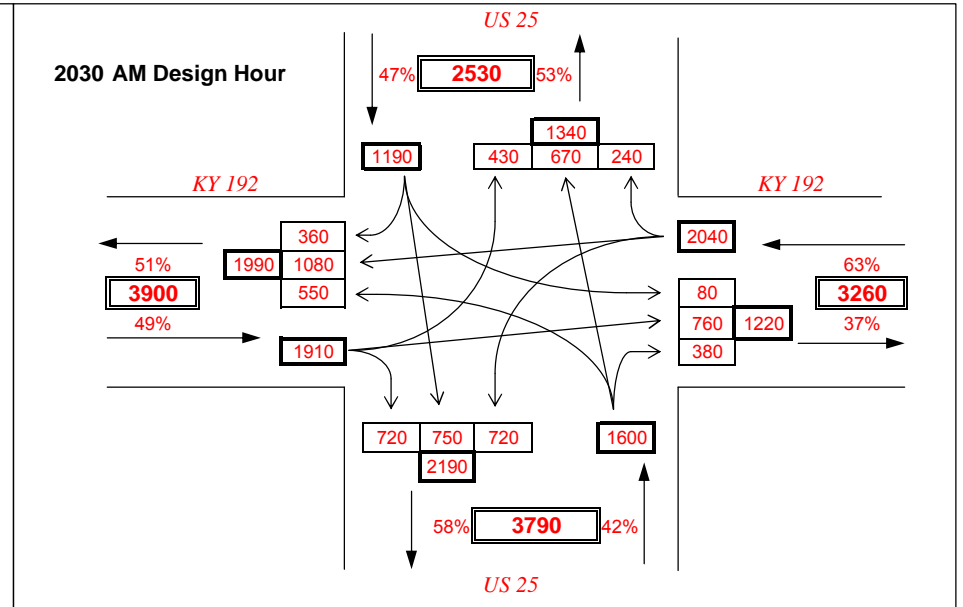 US 25
2030 AM Design Hour
47% 2530 53%
1340
1190 430 670 240
KY 192 KY 192
360 2040
51% 1990 1080 63%
3900 550 80 3260
49% 760 1220 37%
1910 380
720 750 720 1600
2190
58% 3790 42%
US 25